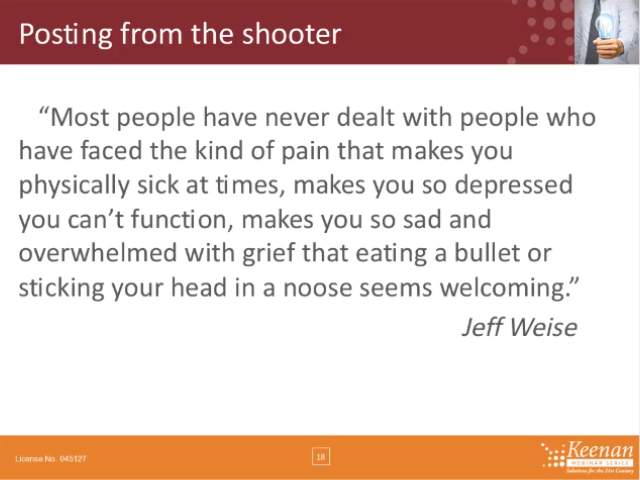 Posting from the shooter
“Most people have never dealt with people who
have faced the kind of pain that makes you
physically sick at times, makes you so depressed
you can’t function, makes you so sad and
overwhelmed with grief that eating a bullet or
sticking your head in a noose seems welcoming.”
Jeff Weise
License No. 045127
18
Keenan
WEBINAR SERIES
Solutions for the 21st Century